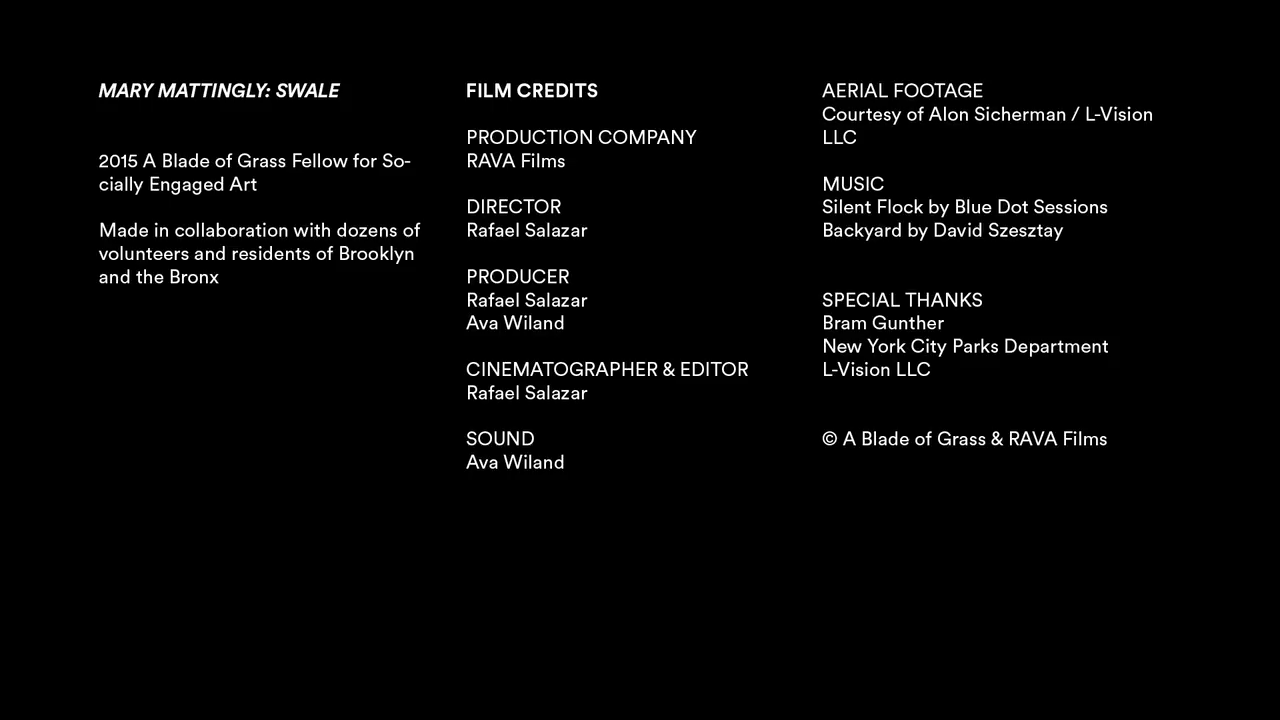 MARY MATTINGLY: SWALE
2015 A Blade of Grass Fellow for So-
cially Engaged Art
Made in collaboration with dozens of
volunteers and residents of Brooklyn
and the Bronx
FILM CREDITS
PRODUCTION COMPANY
RAVA Films
DIRECTOR
Rafael Salazar
PRODUCER
Rafael Salazar
Ava Wiland
CINEMATOGRAPHER & EDITOR
Rafael Salazar
SOUND
Ava Wiland
AERIAL FOOTAGE
Courtesy of Alon Sicherman / L-Vision
LLC
MUSIC
Silent Flock by Blue Dot Sessions
Backyard by David Szesztay
SPECIAL THANKS
Bram Gunther
New York City Parks Department
L-Vision LLC
© A Blade of Grass & RAVA Films